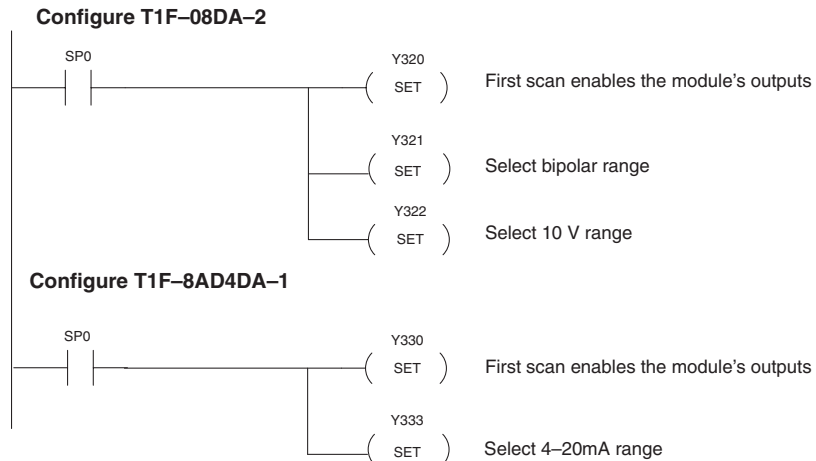 Configure T1F–08DA–2
SP0
Y320
SET
First scan enables the module's outputs
Y321
SET
Select bipolar range
Y322
SET
Select 10 V range
Configure T1F–8AD4DA–1
SP0
Y330
SET
First scan enables the module's outputs
Y333
SET
Select 4–20mA range